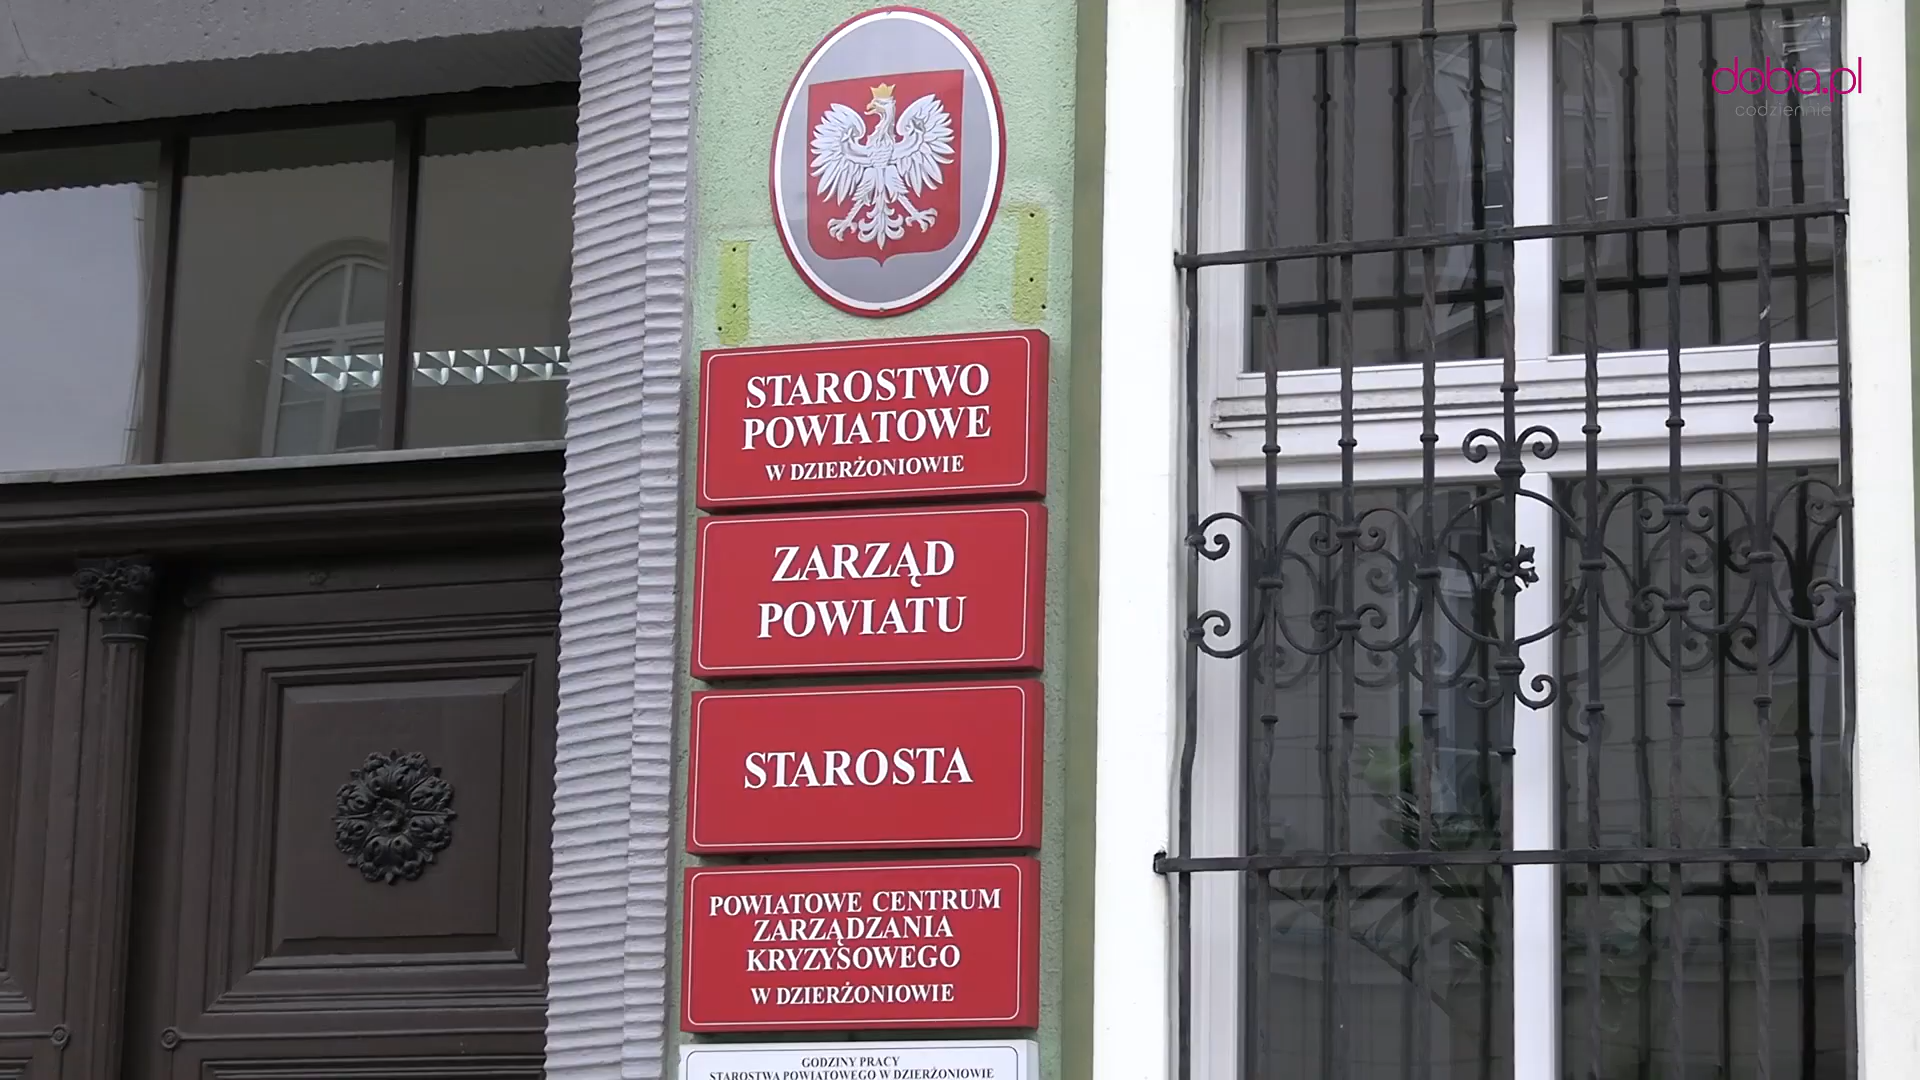 doba.pl
codziennie
STAROSTWO
POWIATOWE
W DZIERŻONIOWIE
ZARZĄD
POWIATU
STAROSTA
POWIATOWE CENTRUM
ZARZĄDZANIA
KRYZYSOWEGO
W DZIERŻONIOWIE
GODZINY PRACY
STAROSTWA POWIATOWEGO W DZIERŻONIOWIE